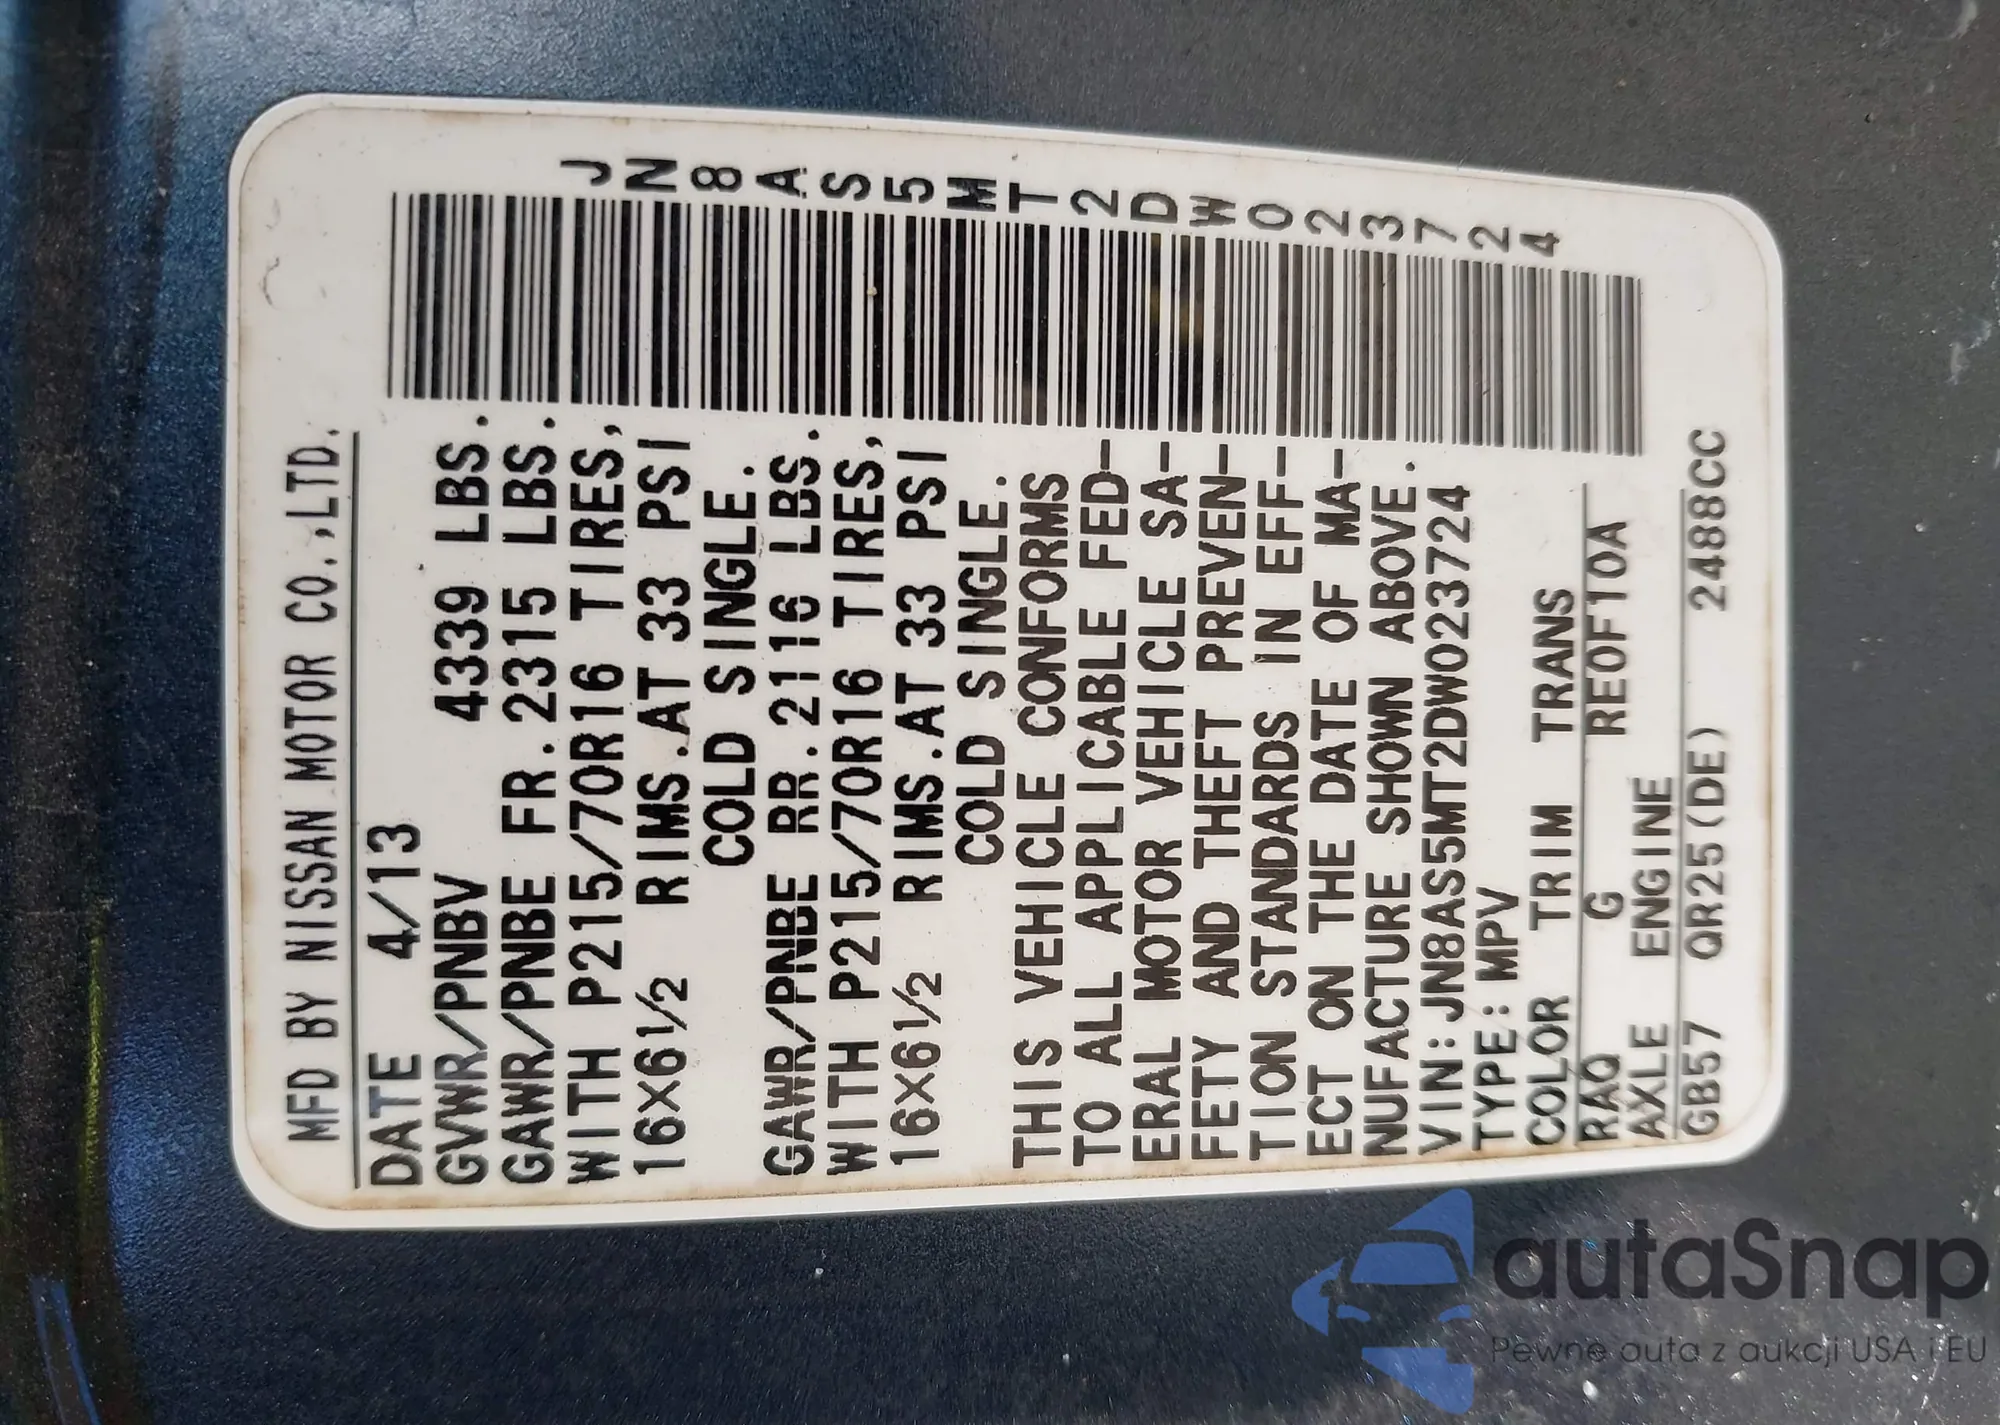 MFD BY NISSAN MOTOR CO.,LTD.
DATE 4/13
GVWR/PNBV 4339 LBS.
GAWR/PNBE FR. 2315 LBS.
WITH P215/70R16 TIRES,
16×6½ RIMS.AT 33 PSI
COLD SINGLE.
GAWR/PNBE RR. 2116 LBS.
WITH P215/70R16 TIRES,
16×6½ RIMS.AT 33 PSI
COLD SINGLE.
THIS VEHICLE CONFORMS
TO ALL APPLICABLE FED-
ERAL MOTOR VEHICLE SA-
FETY AND THEFT PREVEN-
TION STANDARDS IN EFF-
ECT ON THE DATE OF MA-
NUFACTURE SHOWN ABOVE.
VIN:JN8AS5MT2DW023724
TYPE:MPV
COLOR TRIM TRANS
RAQ G RE0F10A
AXLE ENGINE
GB57 QR25(DE) 2488CC
JN8AS5MT2DW023724
autaSnap
Pewne auta z aukcji USA i EU